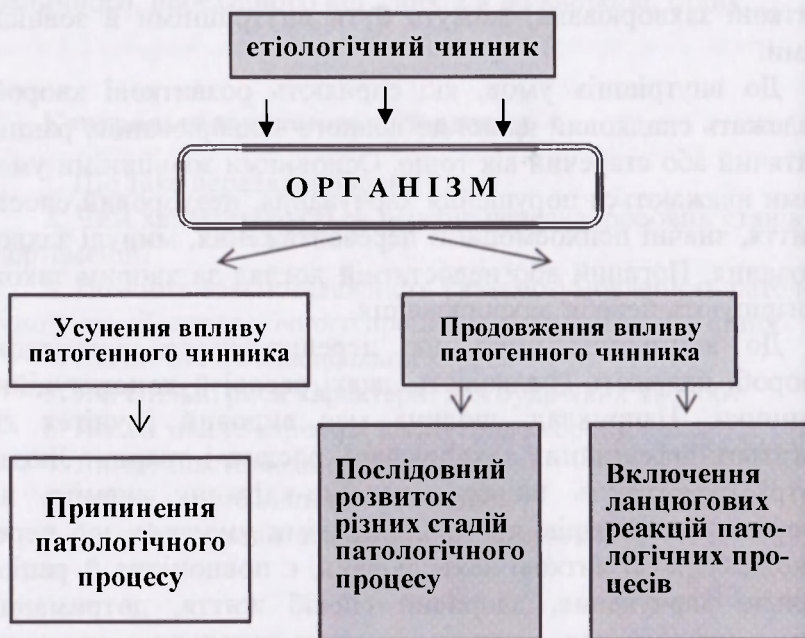 етіологічний чинник
ОРГАНІЗМ
Усунення впливу
патогенного чинника
Продовження впливу
патогенного чинника
Припинення
патологічного
процесу
Послідовний
розвиток
різних стадій
патологічного
процесу
Включення
ланцюгових
реакцій пато-
логічних про-
цесів